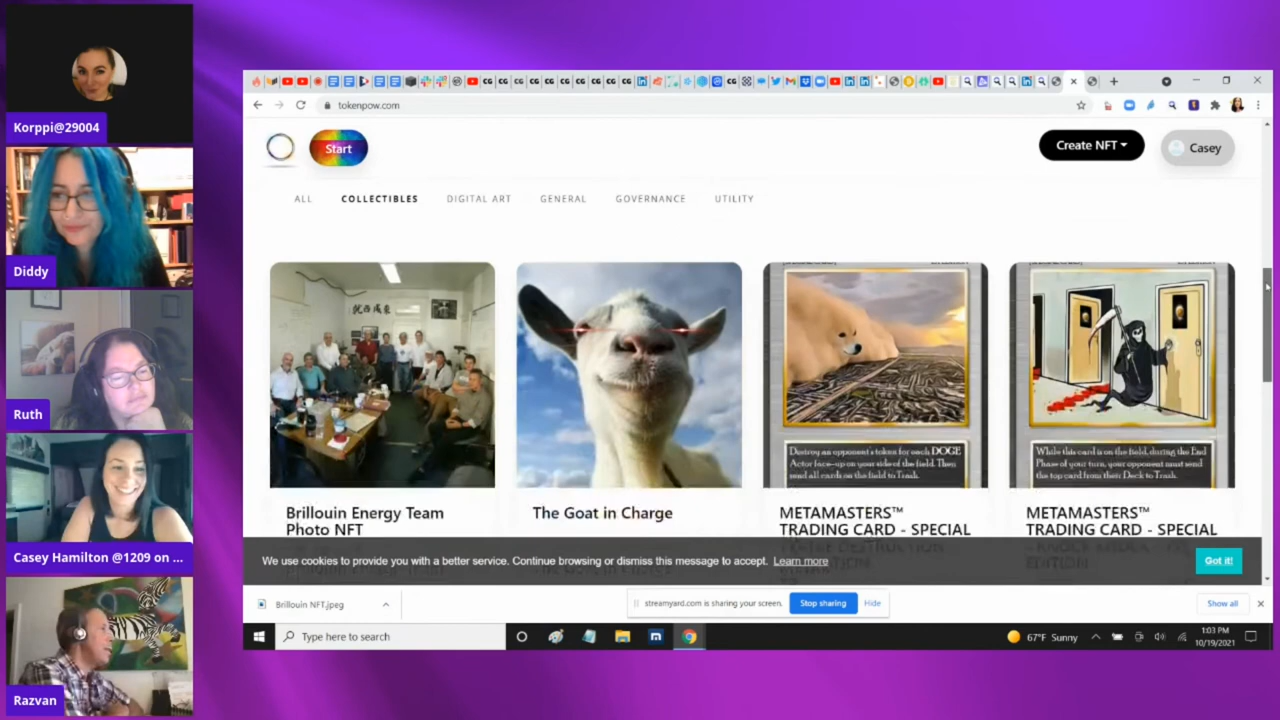 Korppi@29004
Diddy
Ruth
Casey Hamilton @1209 on ...
Razvan
tokenpow.com
Start
Create NFT
Casey
ALL COLLECTIBLES DIGITAL ART GENERAL GOVERNANCE UTILITY
Destroy an opponent's token for each DOGE
Actor face-up on your side of the field. Then
send all cards on the field to Trash.
While this card is on the field, during the End
Phase of your turn, your opponent must send
the top card from their Deck to Trash.
Brillouin Energy Team
Photo NFT
The Goat in Charge
METAMASTERS™
TRADING CARD - SPECIAL
METAMASTERS™
TRADING CARD - SPECIAL
EDITION
We use cookies to provide you with a better service. Continue browsing or dismiss this message to accept. Learn more
Got it!
Brillouin NFT.jpeg
streamyard.com is sharing your screen.
Stop sharing
Hide
Show all
Type here to search
67°F Sunny
1:03 PM
10/19/2021